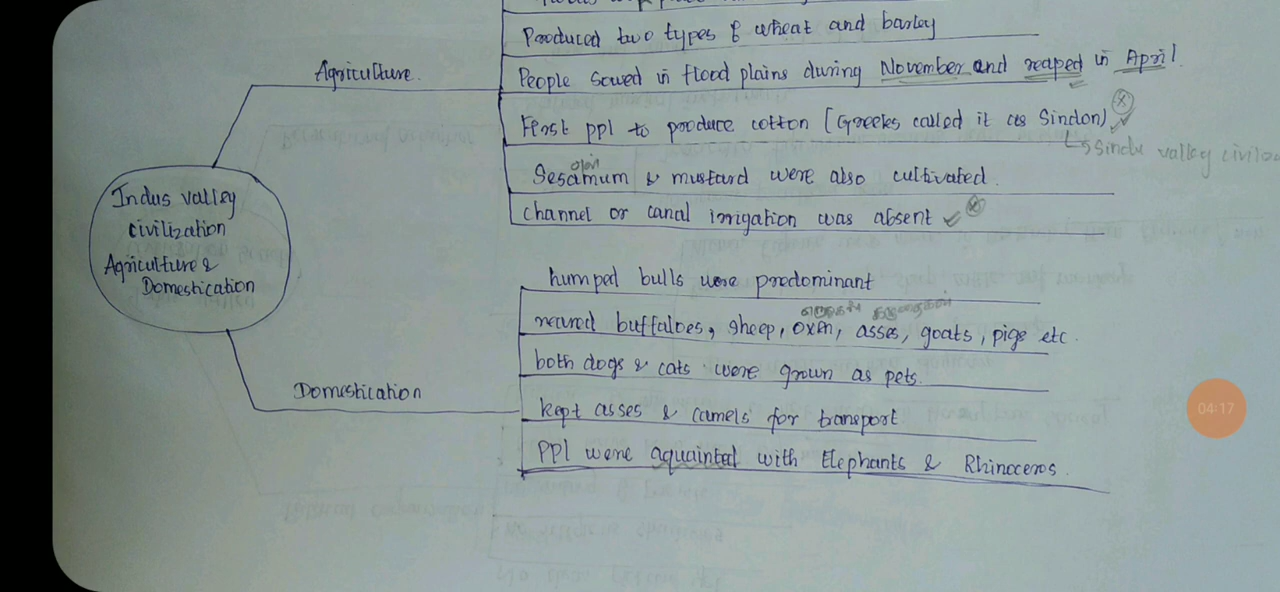 Agriculture.
Produced two types of wheat and barley
People sowed in flood plains during November and reaped in April.
First ppl to produce cotton [Greeks called it as Sindon)
Sindu valley
எள்
Sesamum & mustard were also cultivated.
channel or canal irrigation was absent
Indus valley
civilization
Agriculture &
Domestication
humped bulls were predominant
reared buffaloes, sheep, oxen, asses, goats, pigs etc.
both dogs & cats were grown as pets.
Domestication
kept asses & camels for transport
04:17
PPl were aquainted with Elephants & Rhinoceros.